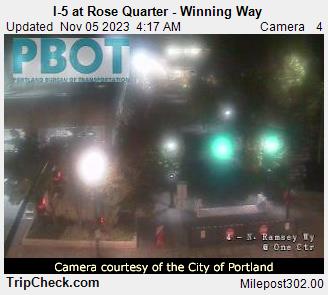 I-5 at Rose Quarter - Winning Way
Updated Nov 05 2023 4:17 AM Camera 4
PBOT
PORTLAND BUREAU OF TRANSPORTATION
4 - N. Ramsey Wy
@ One Ctr
Camera courtesy of the City of Portland
TripCheck.com Milepost302.00